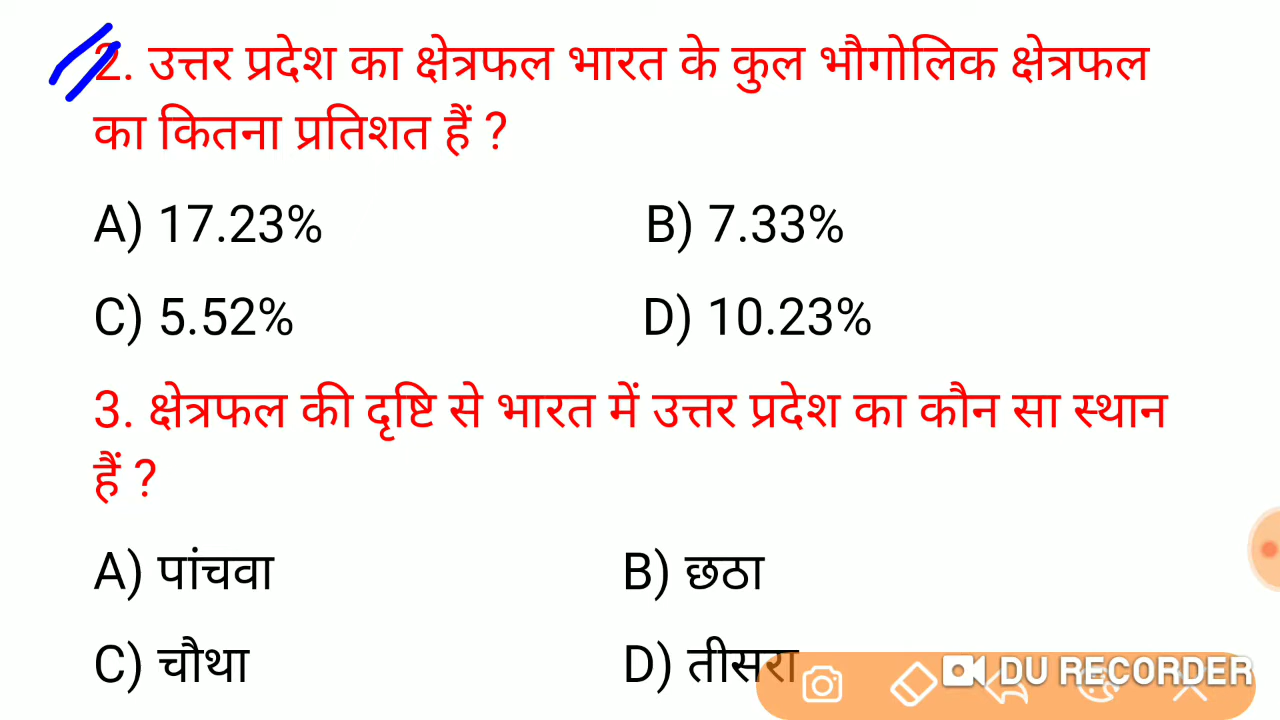 2. उत्तर प्रदेश का क्षेत्रफल भारत के कुल भौगोलिक क्षेत्रफल
का कितना प्रतिशत हैं ?
A) 17.23% B) 7.33%
C) 5.52% D) 10.23%
3. क्षेत्रफल की दृष्टि से भारत में उत्तर प्रदेश का कौन सा स्थान
हैं ?
A) पांचवा B) छठा
C) चौथा D) तीसरा
DU RECORDER